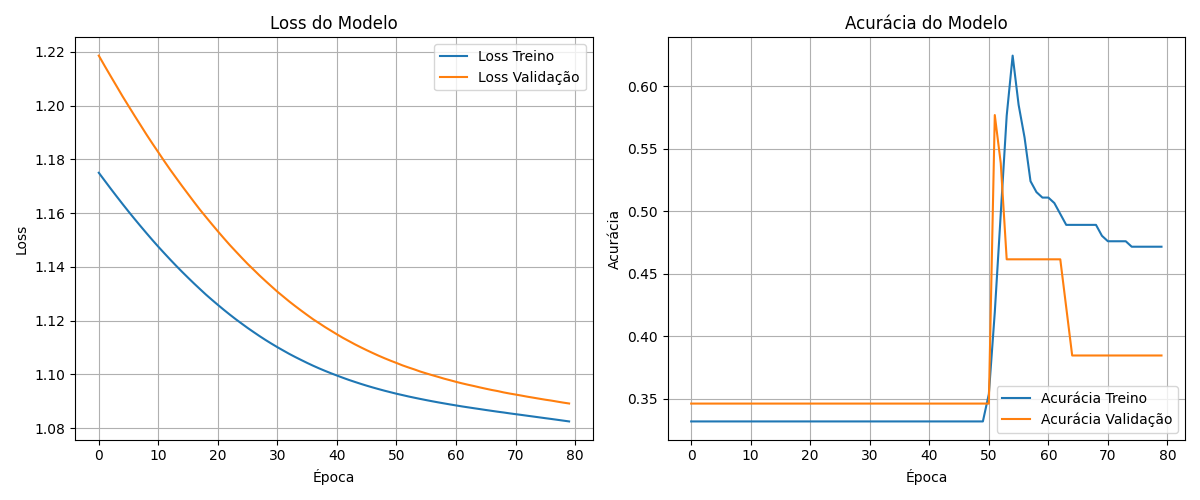 Loss do Modelo
Loss
1.22
1.20
1.18
1.16
1.14
1.12
1.10
1.08
Loss Treino
Loss Validação
0 10 20 30 40 50 60 70 80
Época
Acurácia do Modelo
Acurácia
0.60
0.55
0.50
0.45
0.40
0.35
Acurácia Treino
Acurácia Validação
0 10 20 30 40 50 60 70 80
Época